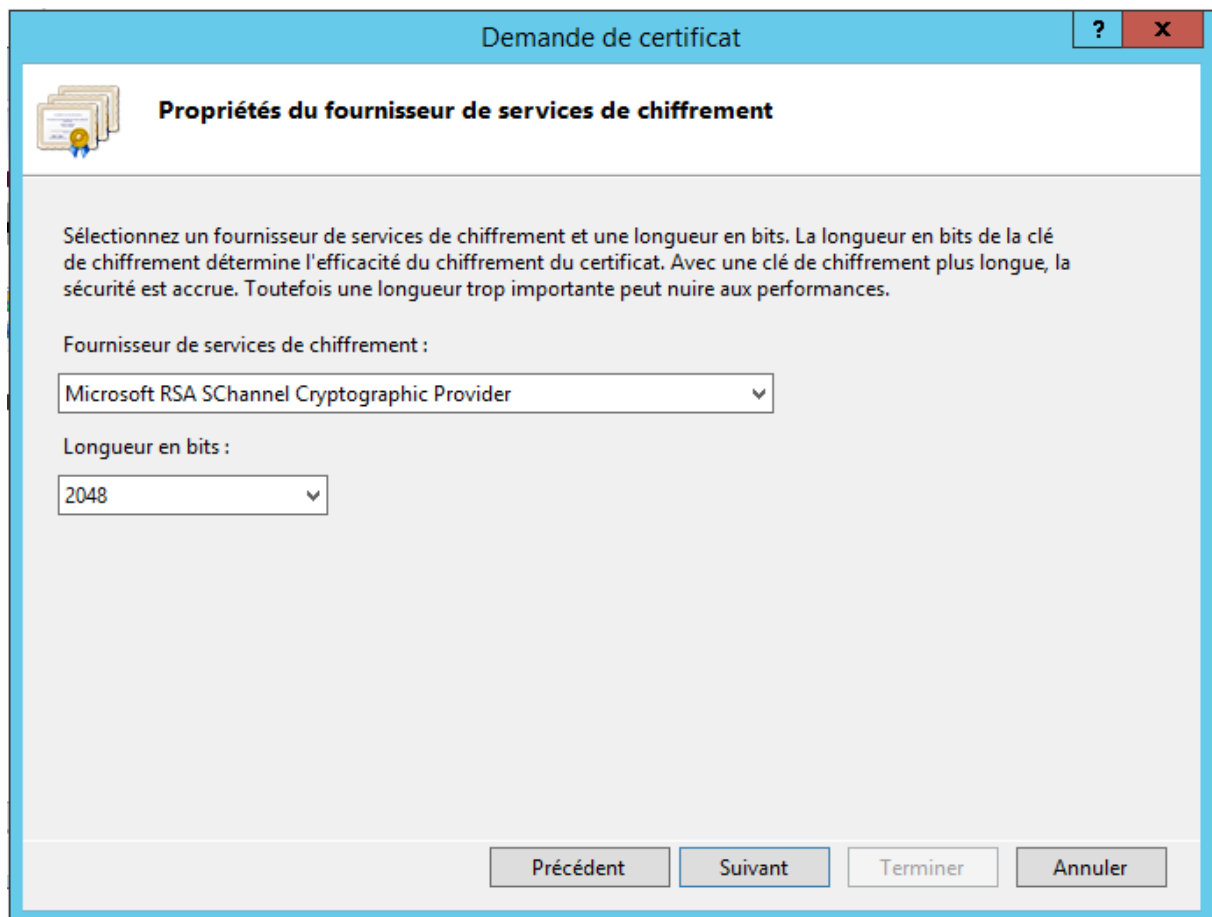 Demande de certificat
?
x
Propriétés du fournisseur de services de chiffrement
Sélectionnez un fournisseur de services de chiffrement et une longueur en bits. La longueur en bits de la clé
de chiffrement détermine l'efficacité du chiffrement du certificat. Avec une clé de chiffrement plus longue, la
sécurité est accrue. Toutefois une longueur trop importante peut nuire aux performances.
Fournisseur de services de chiffrement :
Microsoft RSA SChannel Cryptographic Provider
Longueur en bits :
2048
Précédent
Suivant
Terminer
Annuler